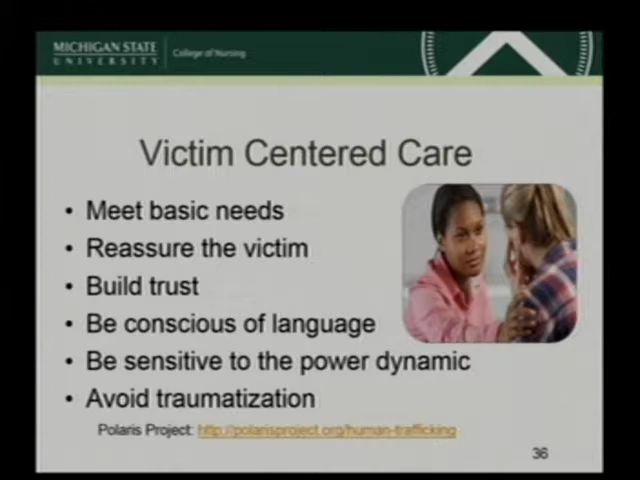 MICHIGAN STATE
UNIVERSITY
College of Nursing
Victim Centered Care
• Meet basic needs
• Reassure the victim
• Build trust
• Be conscious of language
• Be sensitive to the power dynamic
• Avoid traumatization
Polaris Project: http://polarisproject.org/human-trafficking
36